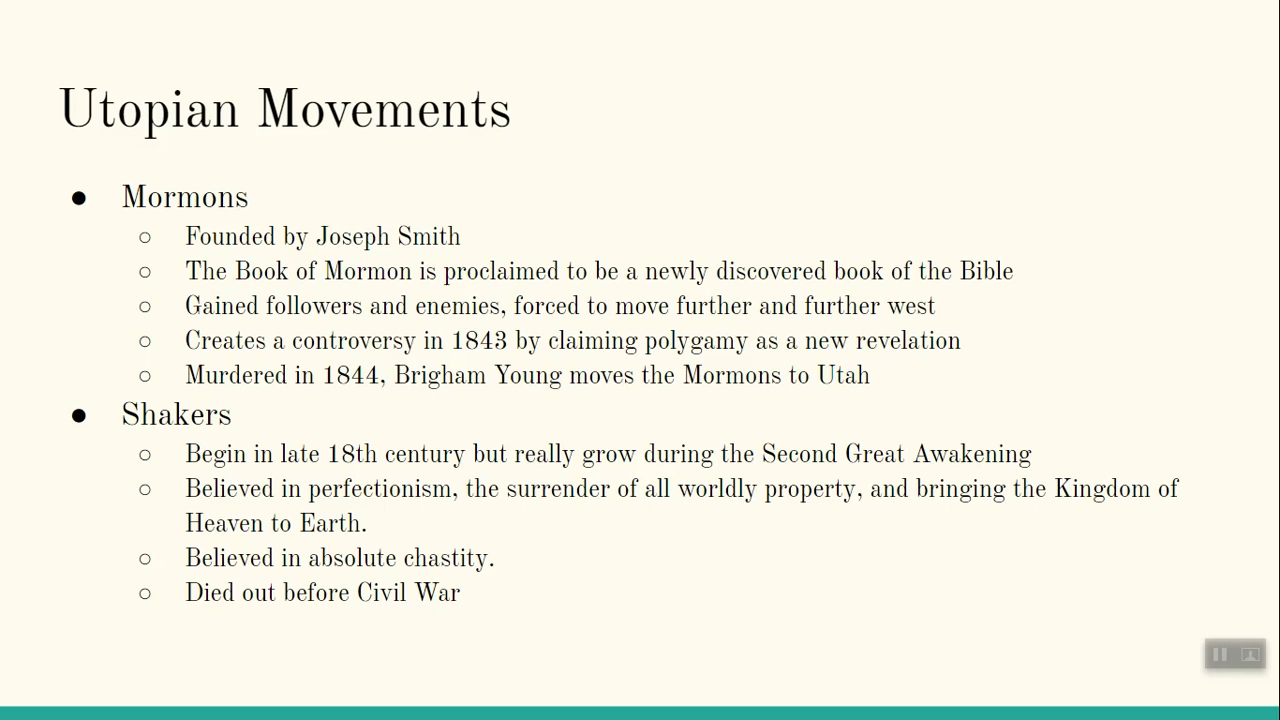 Utopian Movements
● Mormons
○ Founded by Joseph Smith
○ The Book of Mormon is proclaimed to be a newly discovered book of the Bible
○ Gained followers and enemies, forced to move further and further west
○ Creates a controversy in 1843 by claiming polygamy as a new revelation
○ Murdered in 1844, Brigham Young moves the Mormons to Utah
● Shakers
○ Begin in late 18th century but really grow during the Second Great Awakening
○ Believed in perfectionism, the surrender of all worldly property, and bringing the Kingdom of
Heaven to Earth.
○ Believed in absolute chastity.
○ Died out before Civil War